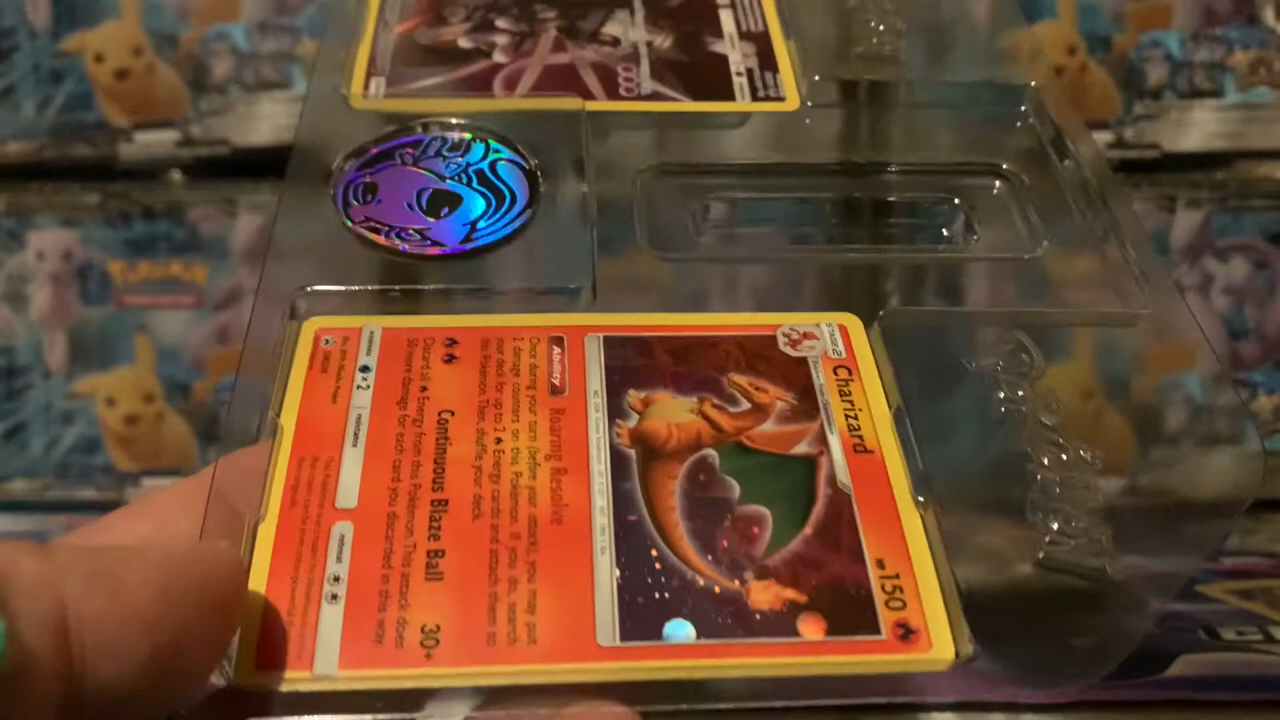 STAGE 2
Charizard
HP 150
Ability
Roaring Resolve
Once during your turn (before your attack), you may put
2 damage counters on this Pokémon. If you do, search
your deck for up to 2 Energy cards and attach them to
this Pokémon. Then, shuffle your deck.
Continuous Blaze Ball 30+
Discard all Energy from this Pokémon. This attack does
50 more damage for each card you discarded in this way.
weakness
×2
resistance
retreat
POKÉMON